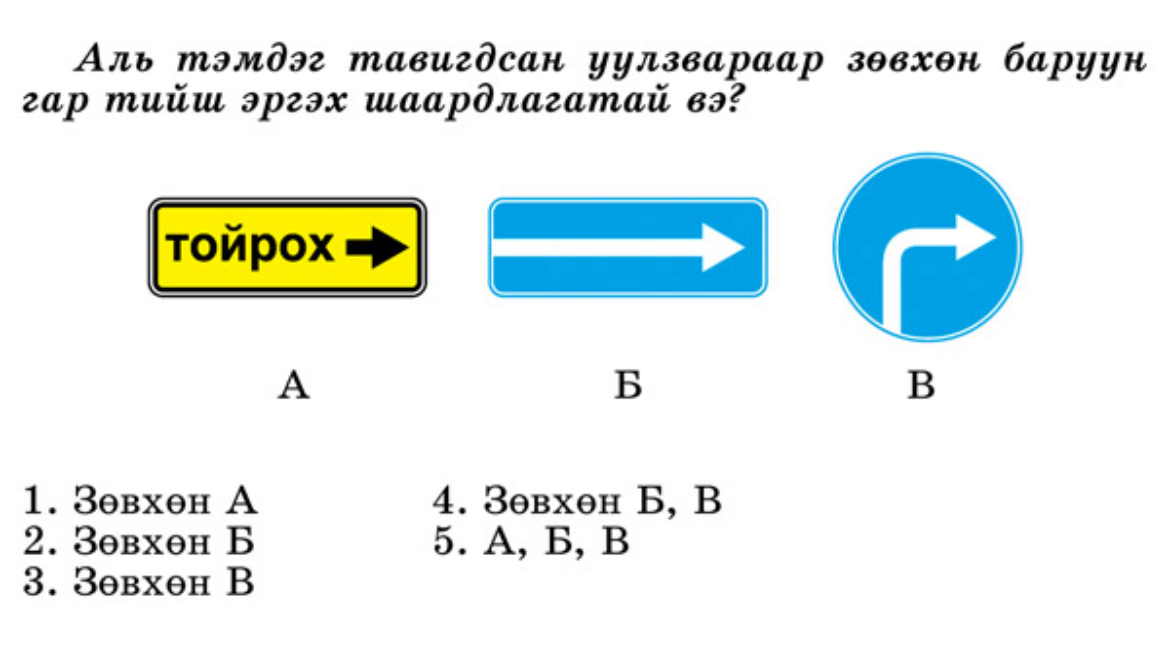 Аль тэмдэг тавигдсан уулзвараар зөвхөн баруун
гар тийш эргэх шаардлагатай вэ?
тойрох
А
Б
В
1. Зөвхөн А
2. Зөвхөн Б
3. Зөвхөн В
4. Зөвхөн Б, В
5. А, Б, В